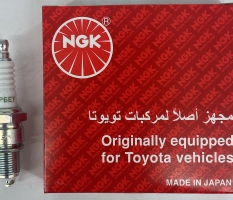 NGK
مجهز أصلاً لمركبات تويوتا
Originally equipped
for Toyota vehicles
MADE IN JAPAN